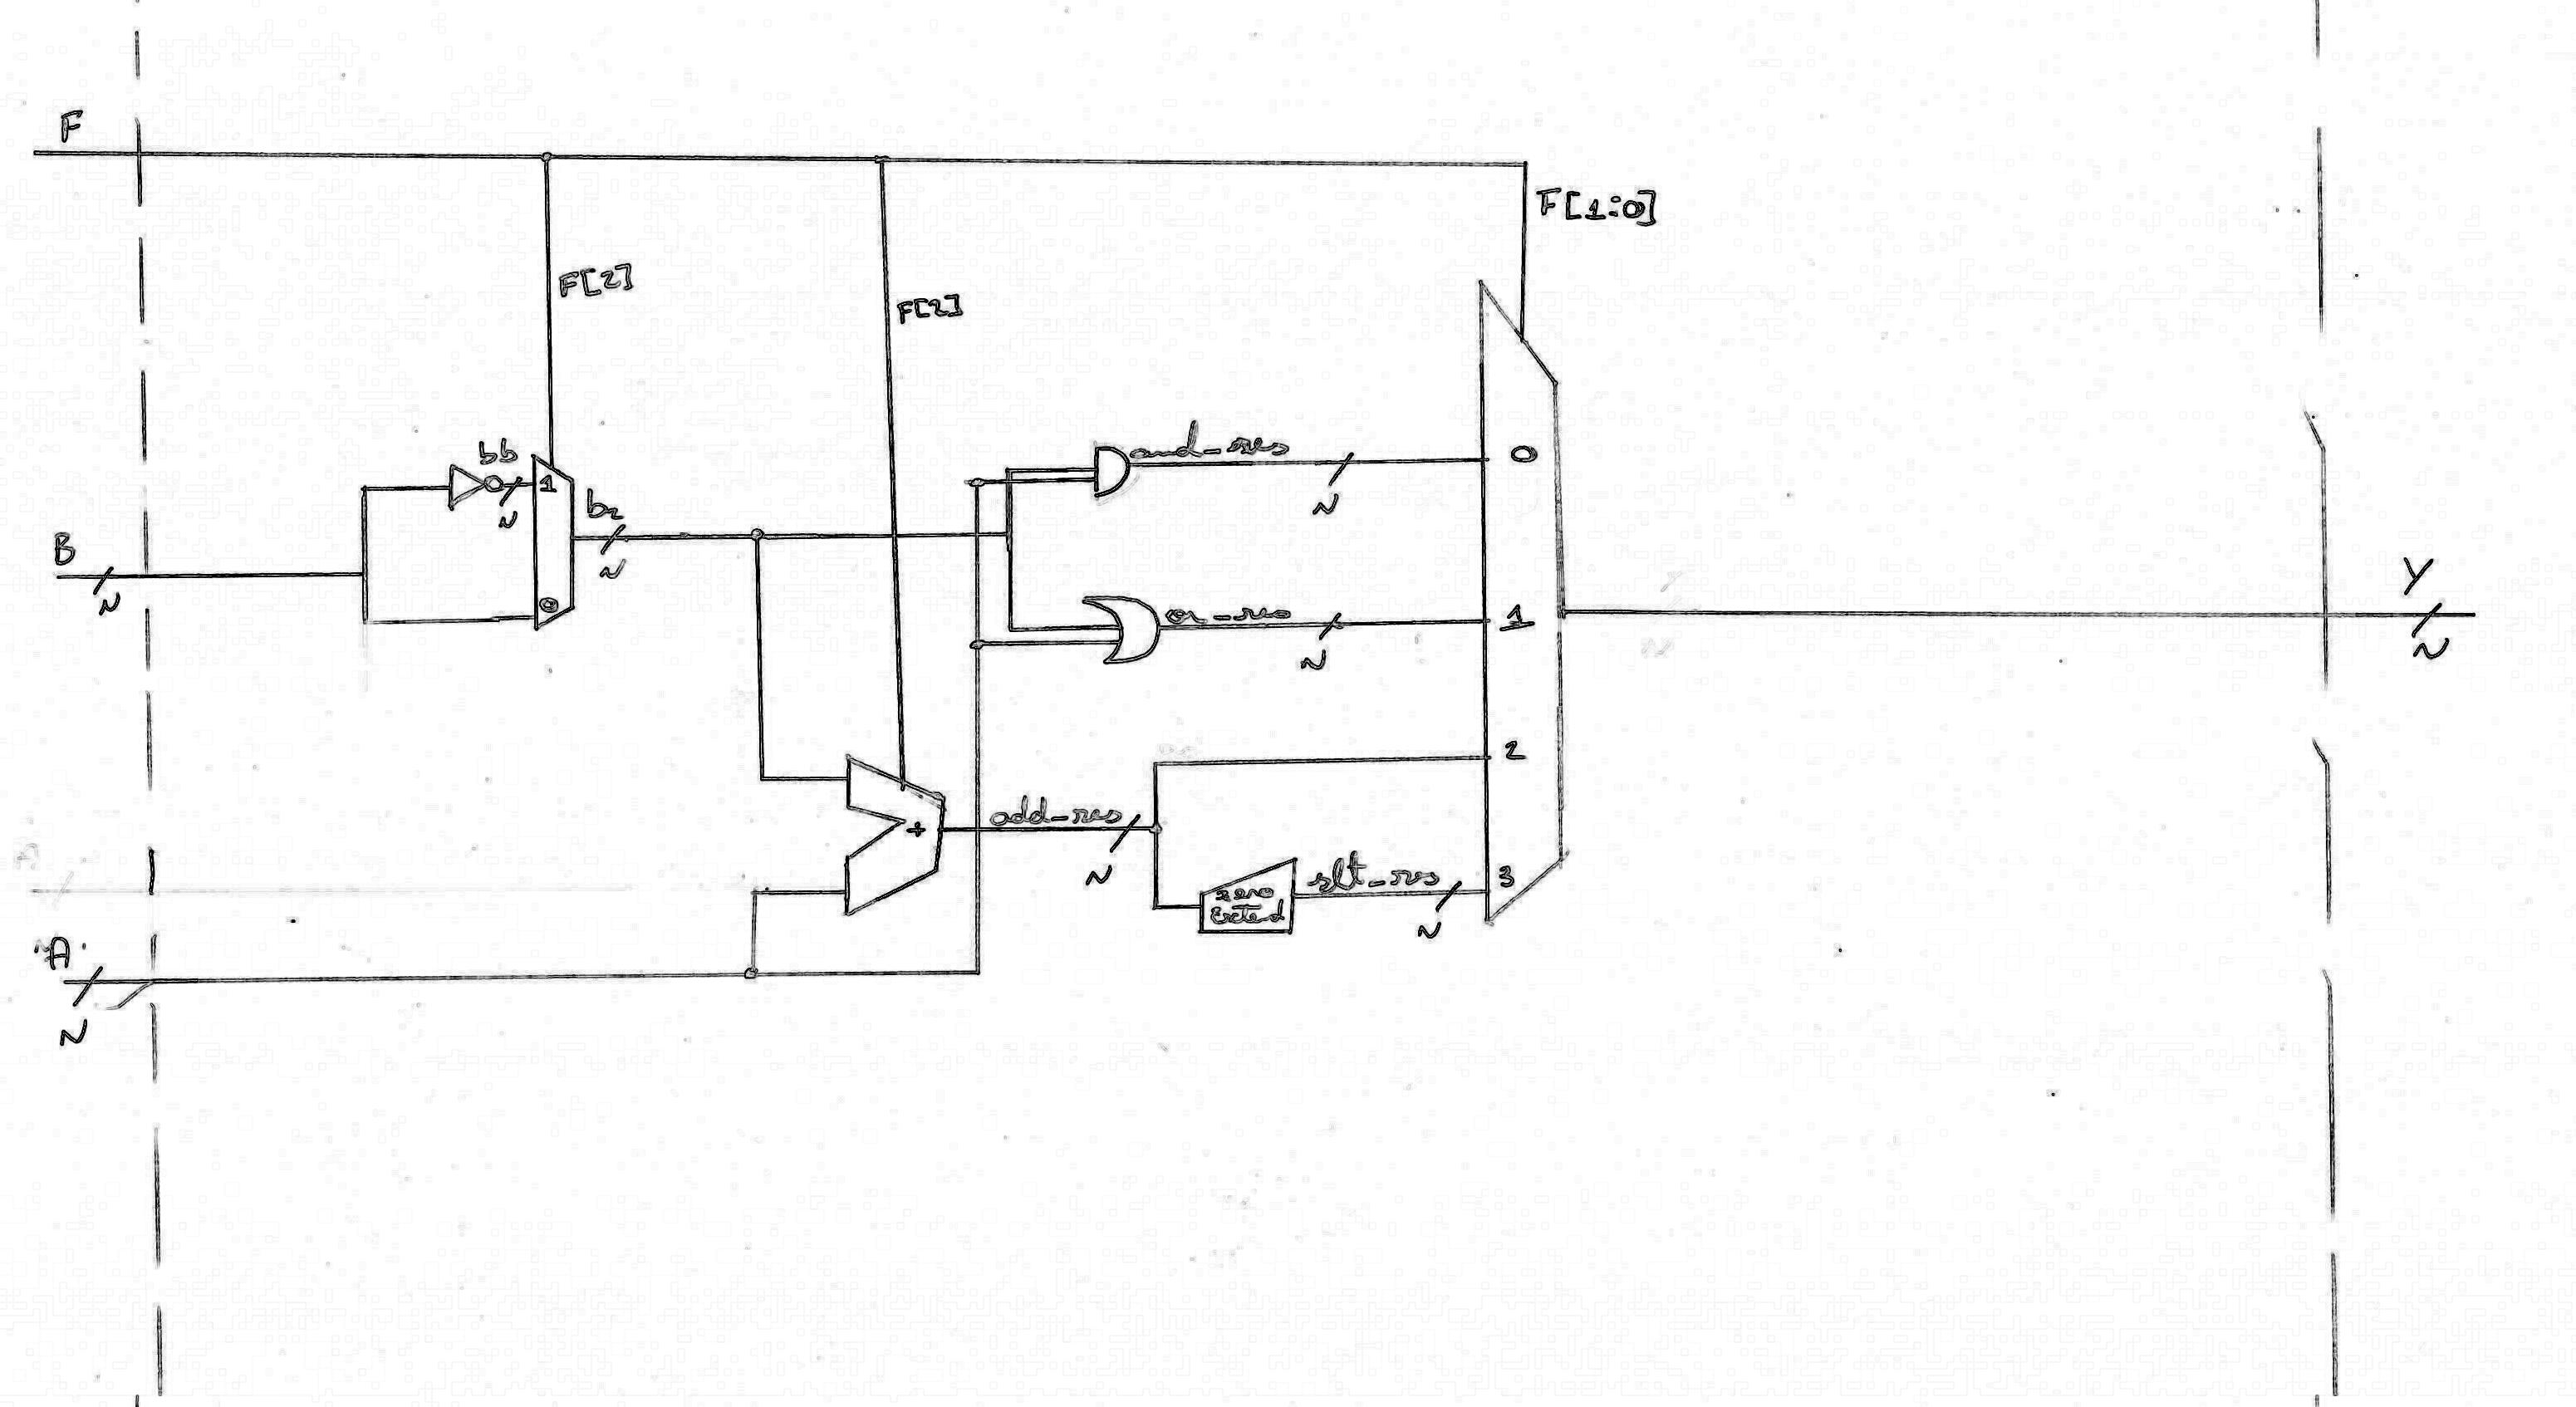 F
F[1:0]
F[2]
F[2]
bb
1
N
b2
N
B
N
0
and_res
N
0
or_res
N
1
Y
N
2
add_res
N
+
zero
Extend
slt_res
N
3
A
N